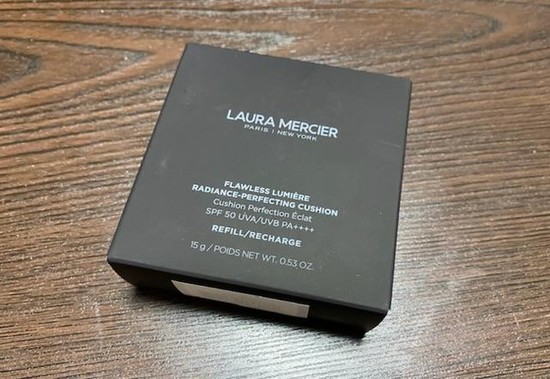 LAURA MERCIER
PARIS | NEW YORK
FLAWLESS LUMIÈRE
RADIANCE-PERFECTING CUSHION
Cushion Perfection Éclat
SPF 50 UVA/UVB PA++++
REFILL/RECHARGE
15 g / POIDS NET WT. 0.53 OZ.